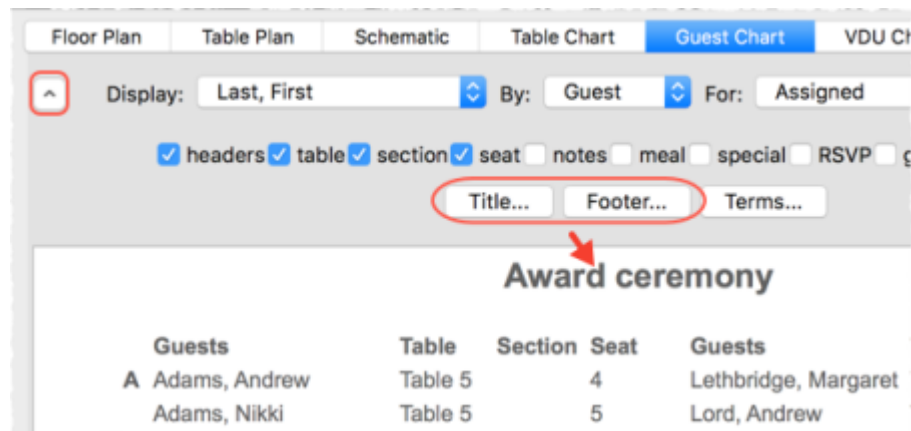 Floor Plan Table Plan Schematic Table Chart Guest Chart VDU Ch
Display: Last, First By: Guest For: Assigned
headers table section seat notes meal special RSVP g
Title... Footer... Terms...
Award ceremony
Guests Table Section Seat Guests
A Adams, Andrew Table 5 4 Lethbridge, Margaret
Adams, Nikki Table 5 5 Lord, Andrew